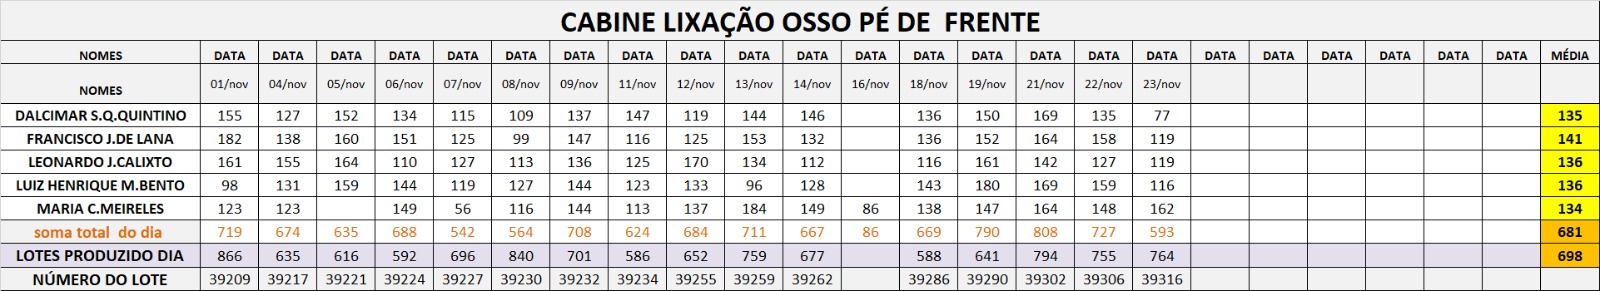 CABINE LIXAÇÃO OSSO PÉ DE FRENTE
NOMES DATA DATA DATA DATA DATA DATA DATA DATA DATA DATA DATA DATA DATA DATA DATA DATA DATA DATA DATA DATA DATA DATA DATA MÉDIA
NOMES 01/nov 04/nov 05/nov 06/nov 07/nov 08/nov 09/nov 11/nov 12/nov 13/nov 14/nov 16/nov 18/nov 19/nov 21/nov 22/nov 23/nov
DALCIMAR S.Q.QUINTINO 155 127 152 134 115 109 137 147 119 144 146 136 150 169 135 77 135
FRANCISCO J.DE LANA 182 138 160 151 125 99 147 116 125 153 132 136 152 164 158 119 141
LEONARDO J.CALIXTO 161 155 164 110 127 113 136 125 170 134 112 116 161 142 127 119 136
LUIZ HENRIQUE M.BENTO 98 131 159 144 119 127 144 123 133 96 128 143 180 169 159 116 136
MARIA C.MEIRELES 123 123 149 56 116 144 113 137 184 149 86 138 147 164 148 162 134
soma total do dia 719 674 635 688 542 564 708 624 684 711 667 86 669 790 808 727 593 681
LOTES PRODUZIDO DIA 866 635 616 592 696 840 701 586 652 759 677 588 641 794 755 764 698
NÚMERO DO LOTE 39209 39217 39221 39224 39227 39230 39232 39234 39255 39259 39262 39286 39290 39302 39306 39316